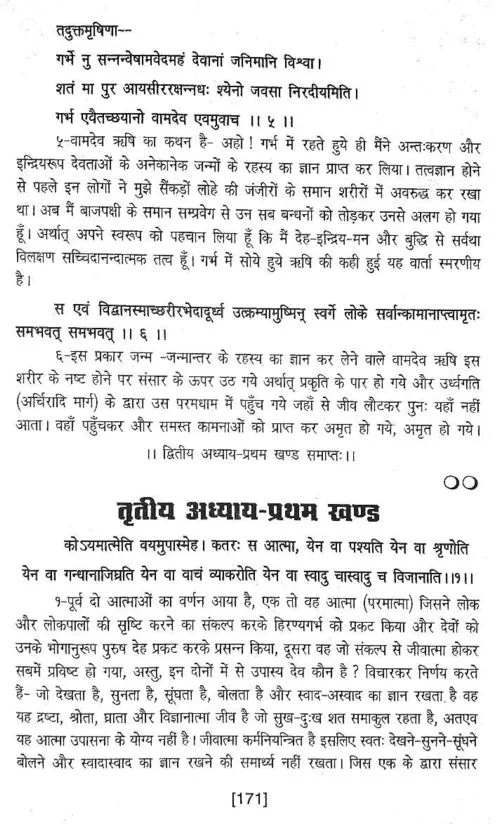 तदुक्तमृषिणा--
गर्भे नु सन्नन्वेषामवेदमहं देवानां जनिमानि विश्वा।
शतं मा पुर आयसीररक्षन्नधः श्येनो जवसा निरदीयमिति।
गर्भ एवैतच्छयानो वामदेव एवमुवाच ।। ५ ।।
५-वामदेव ऋषि का कथन है- अहो ! गर्भ में रहते हुये ही मैंने अन्तःकरण और
इन्द्रियरूप देवताओं के अनेकानेक जन्मों के रहस्य का ज्ञान प्राप्त कर लिया। तत्वज्ञान होने
से पहले इन लोगों ने मुझे सैंकड़ों लोहे की जंजीरों के समान शरीरों में अवरुद्ध कर रखा
था। अब मैं बाजपक्षी के समान सम्प्रवेग से उन सब बन्धनों को तोड़कर उनसे अलग हो गया
हूँ। अर्थात् अपने स्वरूप को पहचान लिया हूँ कि मैं देह-इन्द्रिय-मन और बुद्धि से सर्वथा
विलक्षण सच्चिदानन्दात्मक तत्व हूँ। गर्भ में सोये हुये ऋषि की कही हुई यह वार्ता स्मरणीय
है।
स एवं विद्वानस्माच्छरीरभेदादूर्ध्व उत्क्रम्यामुष्मिन् स्वर्गे लोके सर्वान्कामानाप्त्वामृतः
समभवत् समभवत् ।। ६ ।।
६-इस प्रकार जन्म -जन्मान्तर के रहस्य का ज्ञान कर लेने वाले वामदेव ऋषि इस
शरीर के नष्ट होने पर संसार के ऊपर उठ गये अर्थात् प्रकृति के पार हो गये और उर्ध्वगति
(अर्चिरादि मार्ग) के द्वारा उस परमधाम में पहुँच गये जहाँ से जीव लौटकर पुनः यहाँ नहीं
आता। वहाँ पहुँचकर और समस्त कामनाओं को प्राप्त कर अमृत हो गये, अमृत हो गये।
।। द्वितीय अध्याय-प्रथम खण्ड समाप्तः।।
तृतीय अध्याय-प्रथम खण्ड
कोऽयमात्मेति वयमुपास्मेह। कतरः स आत्मा, येन वा पश्यति येन वा श्रृणोति
येन वा गन्धानाजिघ्रति येन वा वाचं व्याकरोति येन वा स्वादु चास्वादु च विजानाति।।१।।
१-पूर्व दो आत्माओं का वर्णन आया है, एक तो वह आत्मा (परमात्मा) जिसने लोक
और लोकपालों की सृष्टि करने का संकल्प करके हिरण्यगर्भ को प्रकट किया और देवों को
उनके भोगानुरूप पुरुष देह प्रकट करके प्रसन्न किया, दूसरा वह जो संकल्प से जीवात्मा होकर
सबमें प्रविष्ट हो गया, अस्तु, इन दोनों में से उपास्य देव कौन है ? विचारकर निर्णय करते
हैं- जो देखता है, सुनता है, सूंघता है, बोलता है और स्वाद-अस्वाद का ज्ञान रखता है वह
यह द्रष्टा, श्रोता, घ्राता और विज्ञानात्मा जीव है जो सुख-दुःख शत समाकुल रहता है, अतएव
यह आत्मा उपासना के योग्य नहीं है। जीवात्मा कर्मनियन्त्रित है इसलिए स्वतः देखने-सुनने-सूंघने
बोलने और स्वादास्वाद का ज्ञान रखने की सामार्थ्य नहीं रखता। जिस एक के द्वारा संसार
[171]